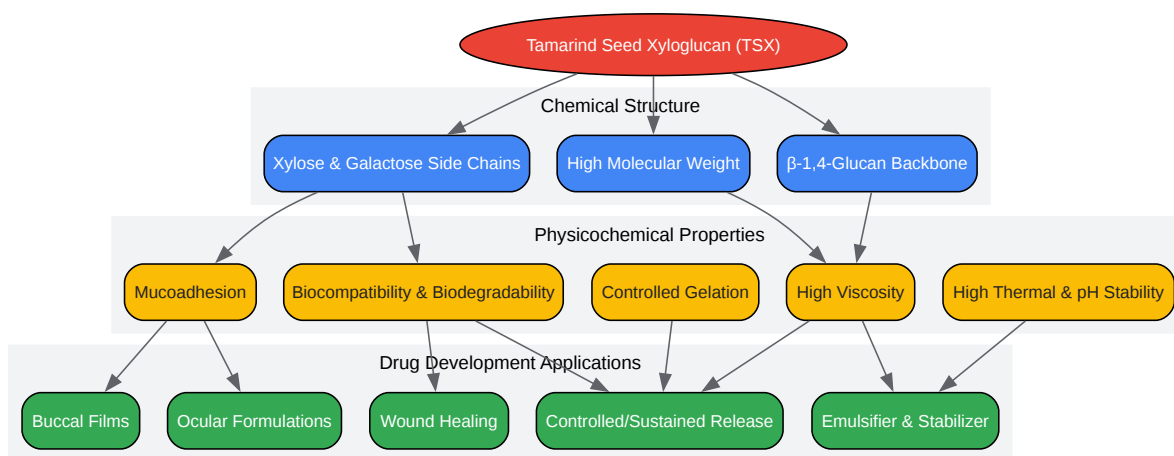 Tamarind Seed Xyloglucan (TSX)
Chemical Structure
Xylose & Galactose Side Chains
High Molecular Weight
β-1,4-Glucan Backbone
Physicochemical Properties
Mucoadhesion
Biocompatibility & Biodegradability
Controlled Gelation
High Viscosity
High Thermal & pH Stability
Drug Development Applications
Buccal Films
Ocular Formulations
Wound Healing
Controlled/Sustained Release
Emulsifier & Stabilizer